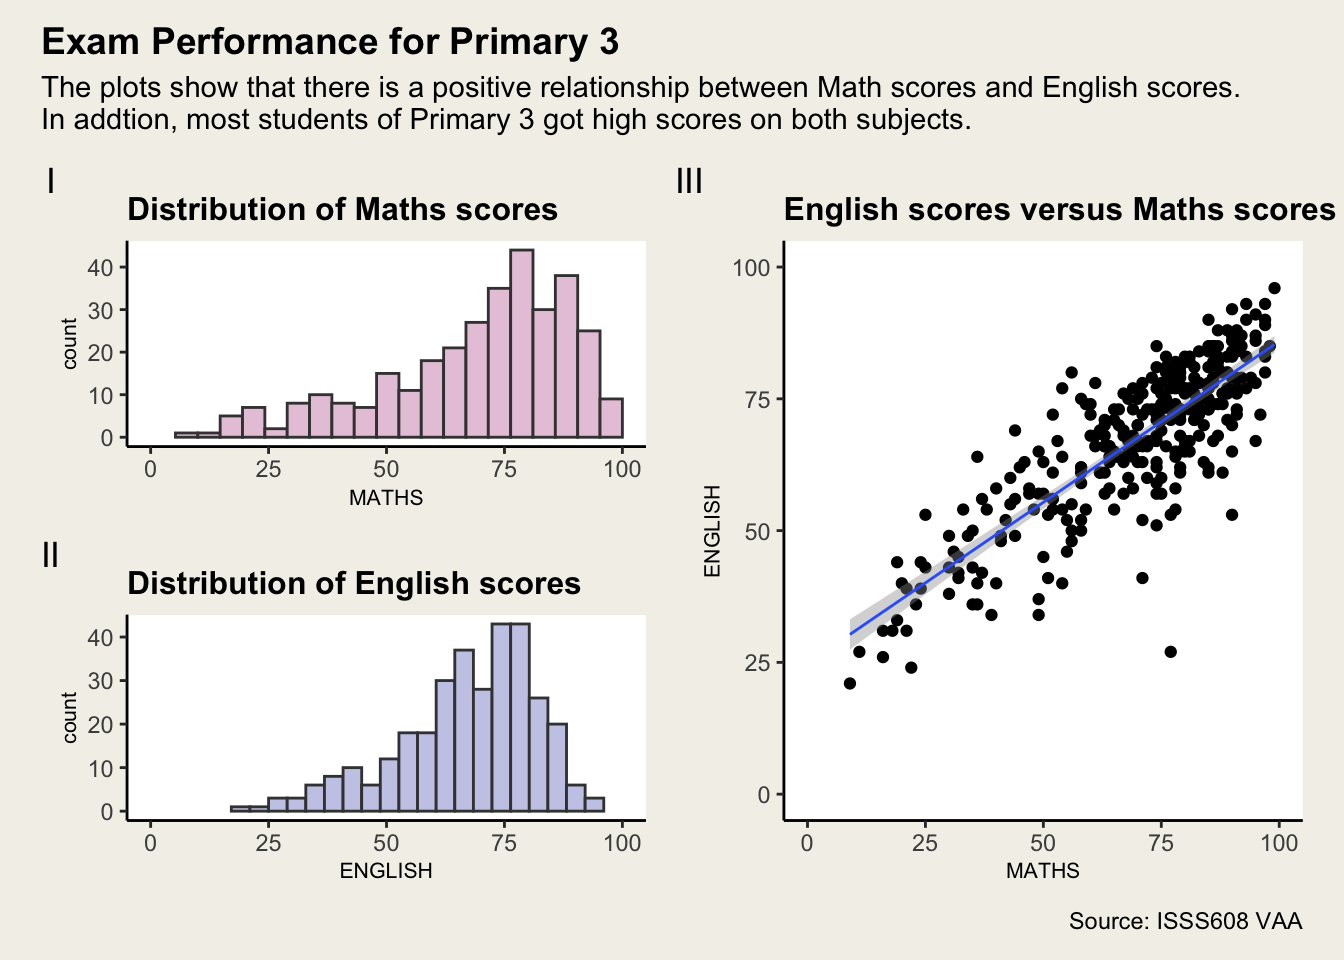 Exam Performance for Primary 3
The plots show that there is a positive relationship between Math scores and English scores.
In addtion, most students of Primary 3 got high scores on both subjects.
I
Distribution of Maths scores
40
30
20
10
0
count
0 25 50 75 100
MATHS
II
Distribution of English scores
40
30
20
10
0
count
0 25 50 75 100
ENGLISH
III
English scores versus Maths scores
100
75
50
25
0
ENGLISH
0 25 50 75 100
MATHS
Source: ISSS608 VAA